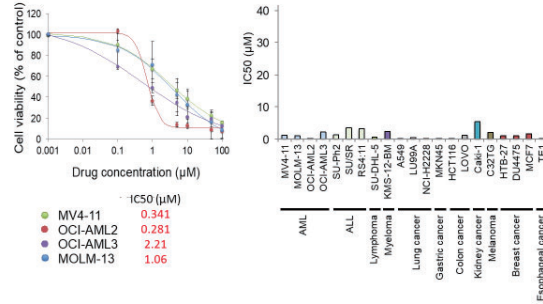 Cell viability (% of control)
120
100
80
60
40
20
0
0.001
0.01
0.1
1.0
10
100
Drug concentration (µM)
IC50 (µM)
MV4-11 0.341
OCI-AML2 0.281
OCI-AML3 2.21
MOLM-13 1.06
IC50 (µM)
40
30
20
10
0
MV4-11
MOLM-13
OCI-AML2
OCI-AML3
SU-Ph2
SU/SR
RS4:11
SU-DHL-5
KMS-12-BM
A549
LU99A
NCI-H2228
MKN45
HCT116
LOVO
Caki-1
C32TG
HTB-27
DU4475
MCF7
TE1
AML
ALL
Lymphoma
Myeloma
Lung cancer
Gastric cancer
Colon cancer
Kidney cancer
Melanoma
Breast cancer
Esophageal cancer